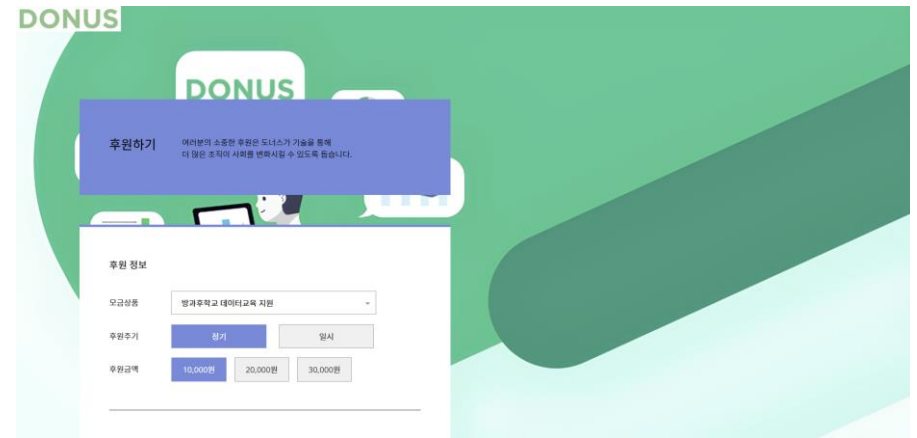 DONUS
DONUS
후원하기
여러분의 소중한 후원은 도너스가 기술을 통해
더 많은 조직이 사회를 변화시킬 수 있도록 돕습니다.
후원 정보
모금상품
방과후학교 데이터교육 지원
후원주기
정기
일시
후원금액
10,000원
20,000원
30,000원